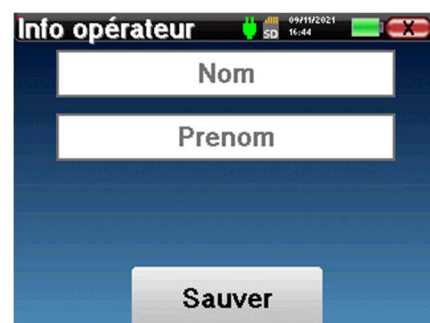 Info opérateur SD 09/11/2021
16:44 X
Nom
Prenom
Sauver